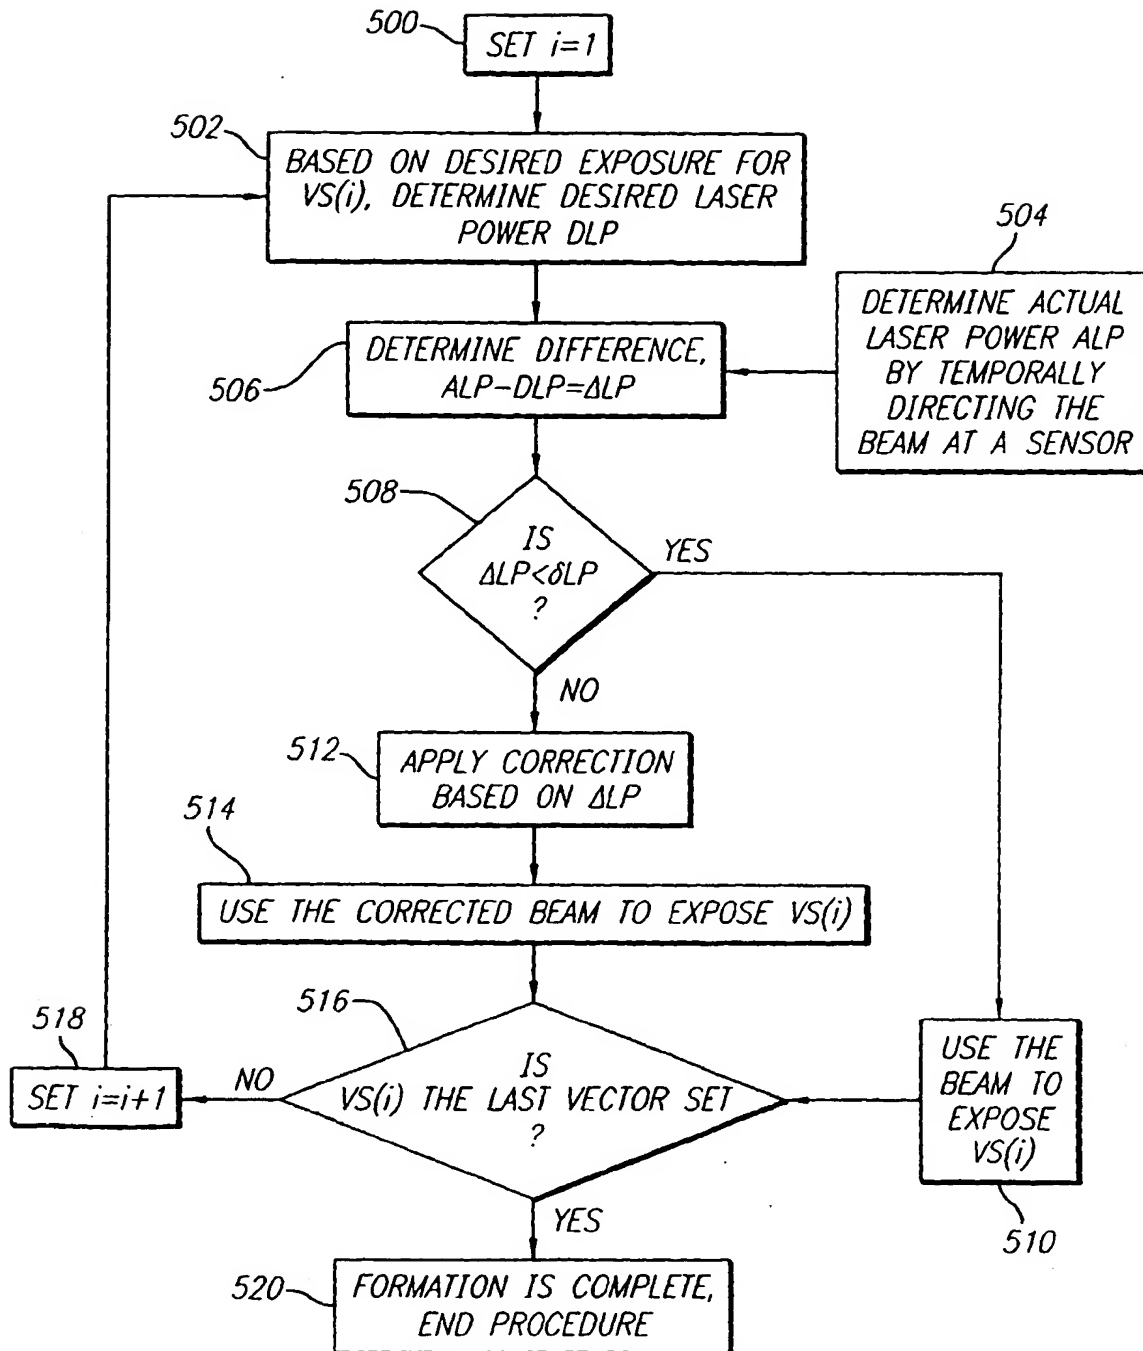 500
SET i=1
502
BASED ON DESIRED EXPOSURE FOR
VS(i), DETERMINE DESIRED LASER
POWER DLP
504
DETERMINE ACTUAL
LASER POWER ALP
BY TEMPORALLY
DIRECTING THE
BEAM AT A SENSOR
506
DETERMINE DIFFERENCE,
ALP-DLP=ΔLP
508
IS
ΔLP<δLP
?
YES
NO
512
APPLY CORRECTION
BASED ON ΔLP
514
USE THE CORRECTED BEAM TO EXPOSE VS(i)
516
IS
VS(i) THE LAST VECTOR SET
?
NO
518
SET i=i+1
USE THE
BEAM TO
EXPOSE
VS(i)
510
YES
520
FORMATION IS COMPLETE,
END PROCEDURE